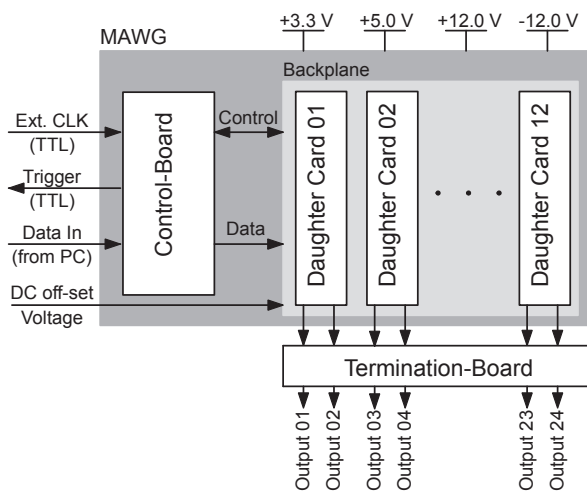 +3.3 V
+5.0 V
+12.0 V
-12.0 V
MAWG
Backplane
Ext. CLK
(TTL)
Trigger
(TTL)
Data In
(from PC)
DC off-set
Voltage
Control-Board
Control
Data
Daughter Card 01
Daughter Card 02
Daughter Card 12
Termination-Board
Output 01
Output 02
Output 03
Output 04
Output 23
Output 24